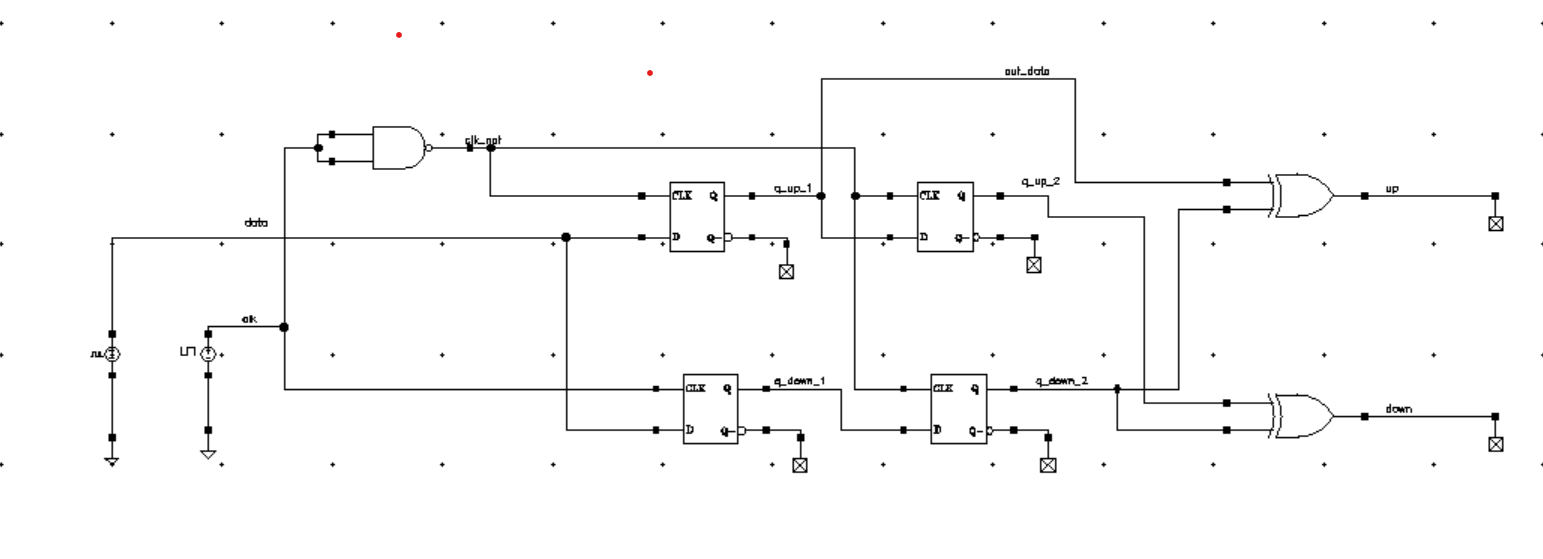 out_data
clk_not
CLK Q
q_up_1
CLK Q
q_up_2
up
data
D Q-
D Q-
clk
CLK Q
q_down_1
CLK Q
q_down_2
down
D Q-
D Q-